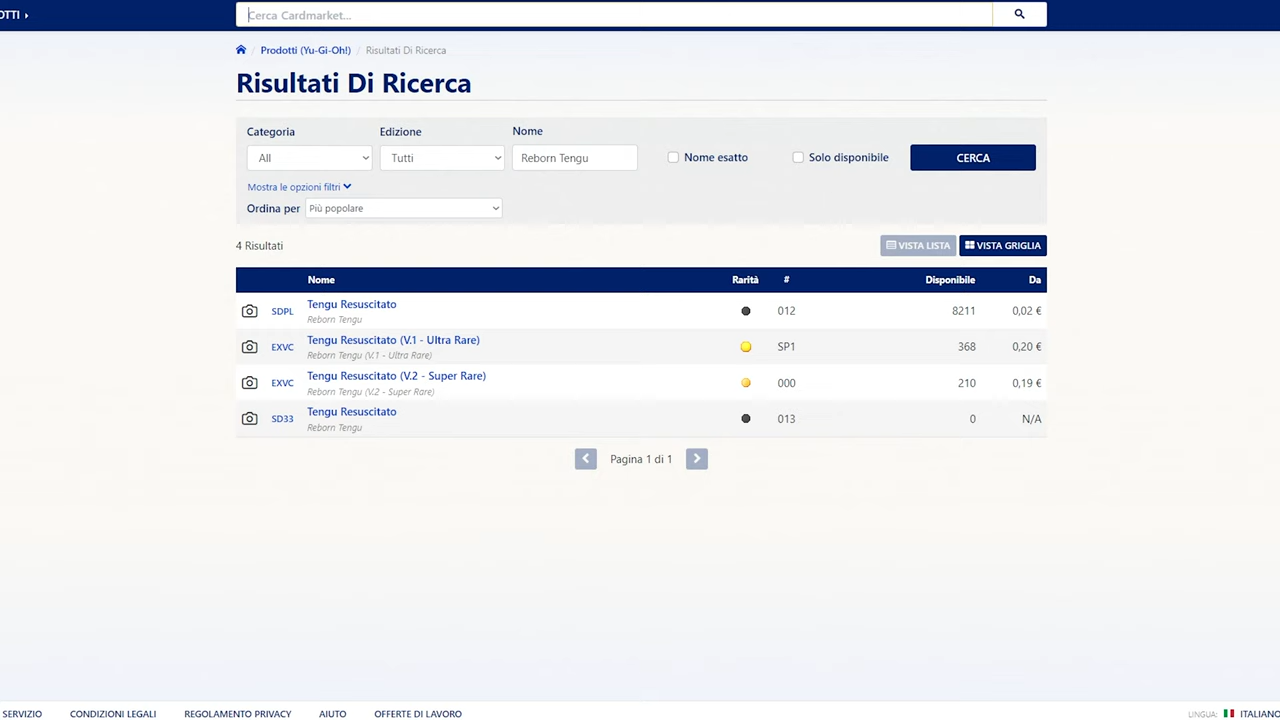 OTTI
Cerca Cardmarket...
Prodotti (Yu-Gi-Oh!) / Risultati Di Ricerca
Risultati Di Ricerca
Categoria Edizione Nome
All Tutti Reborn Tengu Nome esatto Solo disponibile CERCA
Mostra le opzioni filtri
Ordina per Più popolare
4 Risultati VISTA LISTA VISTA GRIGLIA
Nome Rarità # Disponibile Da
SDPL Tengu Resuscitato 012 8211 0,02 €
Reborn Tengu
EXVC Tengu Resuscitato (V.1 - Ultra Rare) SP1 368 0,20 €
Reborn Tengu (V.1 - Ultra Rare)
EXVC Tengu Resuscitato (V.2 - Super Rare) 000 210 0,19 €
Reborn Tengu (V.2 - Super Rare)
SD33 Tengu Resuscitato 013 0 N/A
Reborn Tengu
Pagina 1 di 1
SERVIZIO CONDIZIONI LEGALI REGOLAMENTO PRIVACY AIUTO OFFERTE DI LAVORO LINGUA: ITALIANO